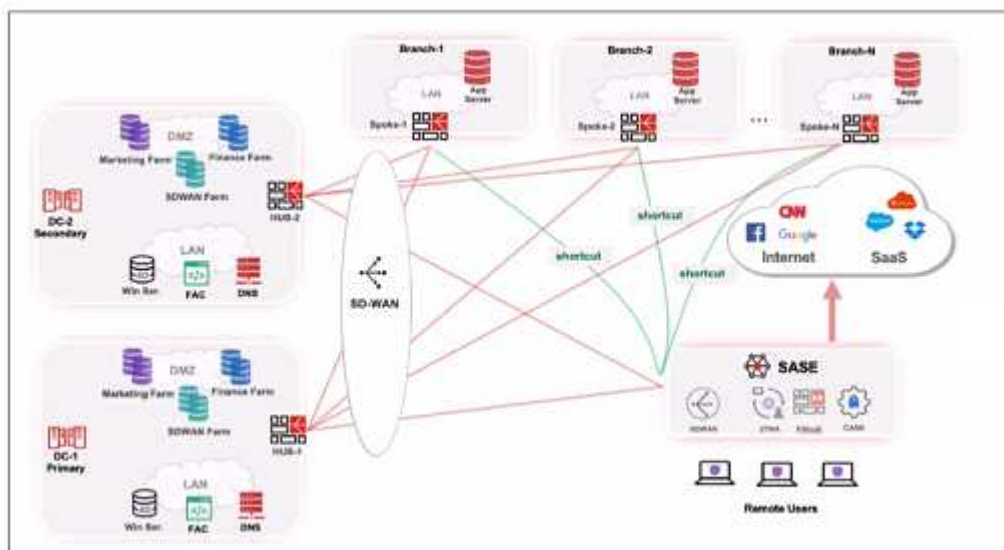 Branch-1
LAN
App
Server
Spoke-1
Branch-2
LAN
App
Server
Spoke-2
...
Branch-N
LAN
App
Server
Spoke-N
DMZ
Marketing Farm
Finance Farm
SDWAN Farm
HUB-2
DC-2
Secondary
LAN
Win Ser.
FAC
DNS
SD-WAN
shortcut
shortcut
shortcut
CNN
Google
Internet
SaaS
DMZ
Marketing Farm
Finance Farm
SDWAN Farm
HUB-1
DC-1
Primary
LAN
Win Ser.
FAC
DNS
SASE
SDWAN
ZTNA
FWaaS
CASB
Remote Users